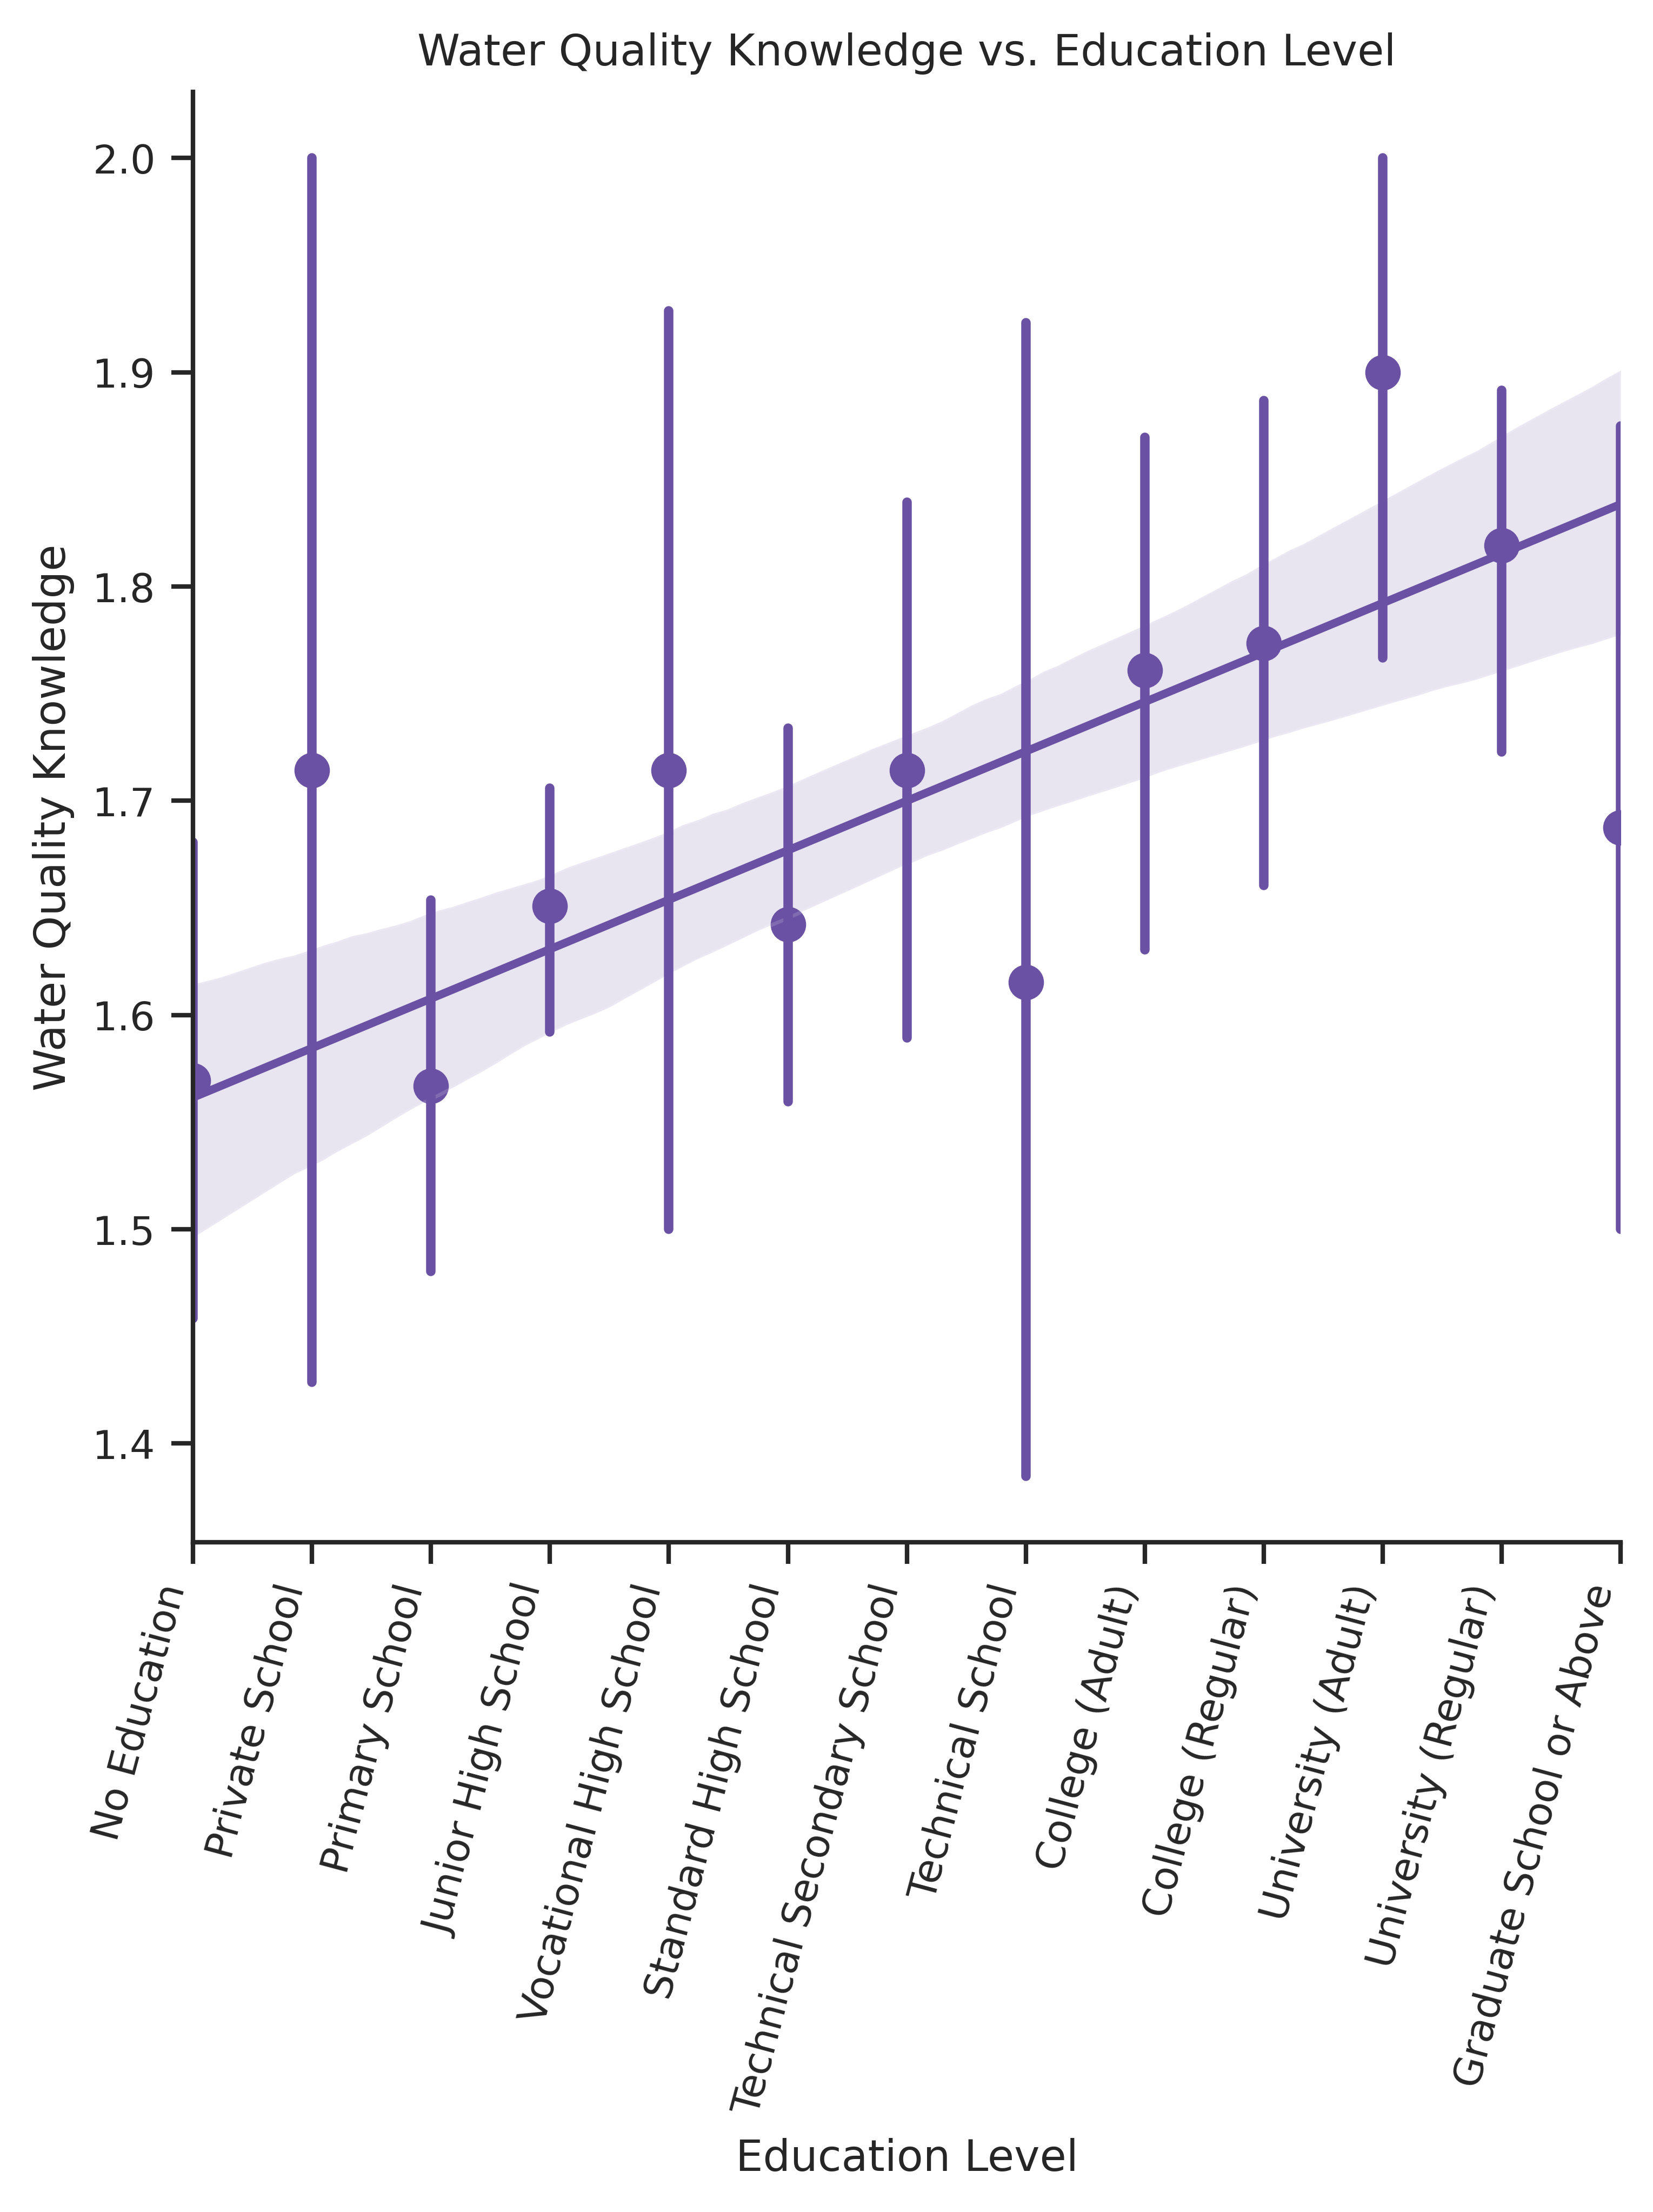 Water Quality Knowledge vs. Education Level
2.0
1.9
1.8
1.7
1.6
1.5
1.4
Water Quality Knowledge
No Education
Private School
Primary School
Junior High School
Vocational High School
Standard High School
Technical Secondary School
Technical School
College (Adult)
College (Regular)
University (Adult)
University (Regular)
Graduate School or Above
Education Level